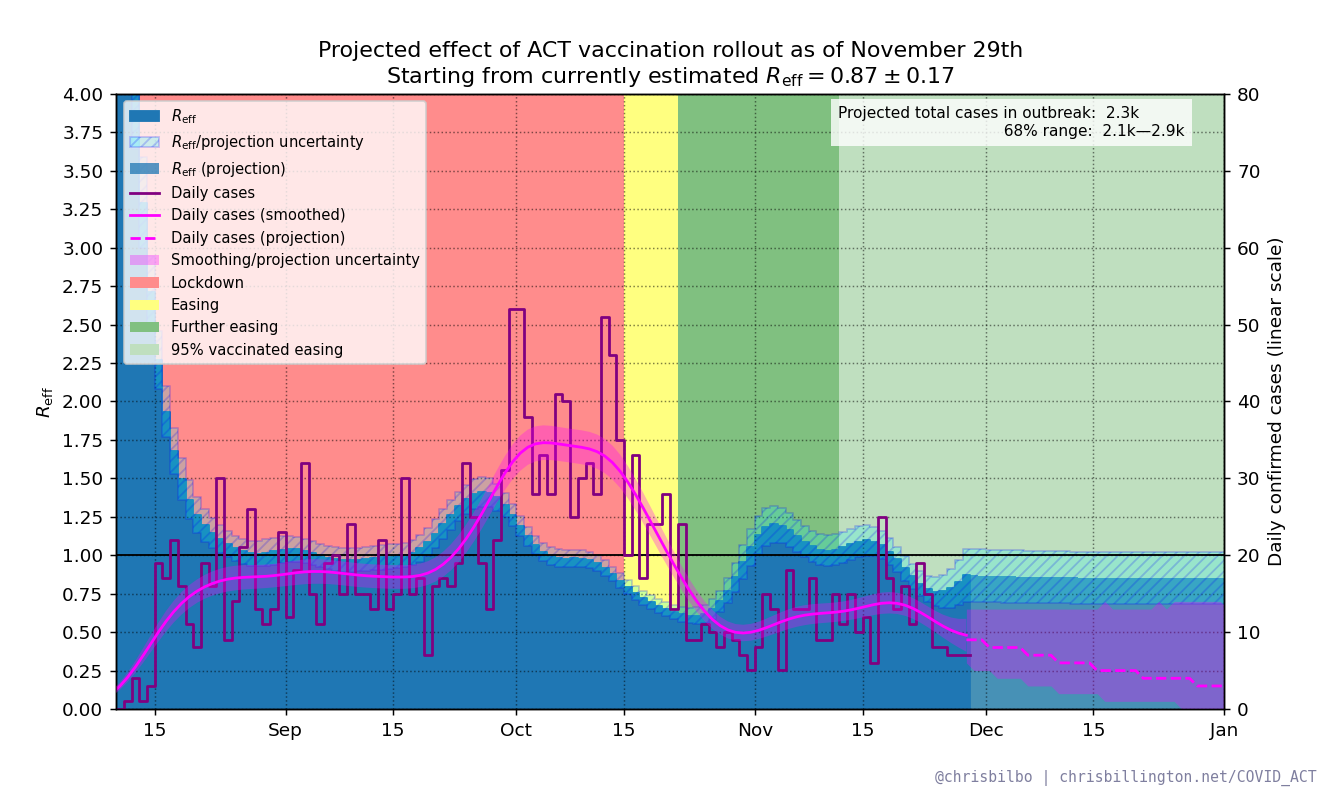 Projected effect of ACT vaccination rollout as of November 29th
Starting from currently estimated R_eff = 0.87 ± 0.17
Projected total cases in outbreak: 2.3k
68% range: 2.1k—2.9k
R_eff
R_eff/projection uncertainty
R_eff (projection)
Daily cases
Daily cases (smoothed)
Daily cases (projection)
Smoothing/projection uncertainty
Lockdown
Easing
Further easing
95% vaccinated easing
R_eff
4.00
3.75
3.50
3.25
3.00
2.75
2.50
2.25
2.00
1.75
1.50
1.25
1.00
0.75
0.50
0.25
0.00
80
70
60
50
40
30
20
10
0
Daily confirmed cases (linear scale)
15 Sep 15 Oct 15 Nov 15 Dec 15 Jan
@chrisbilbo | chrisbillington.net/COVID_ACT